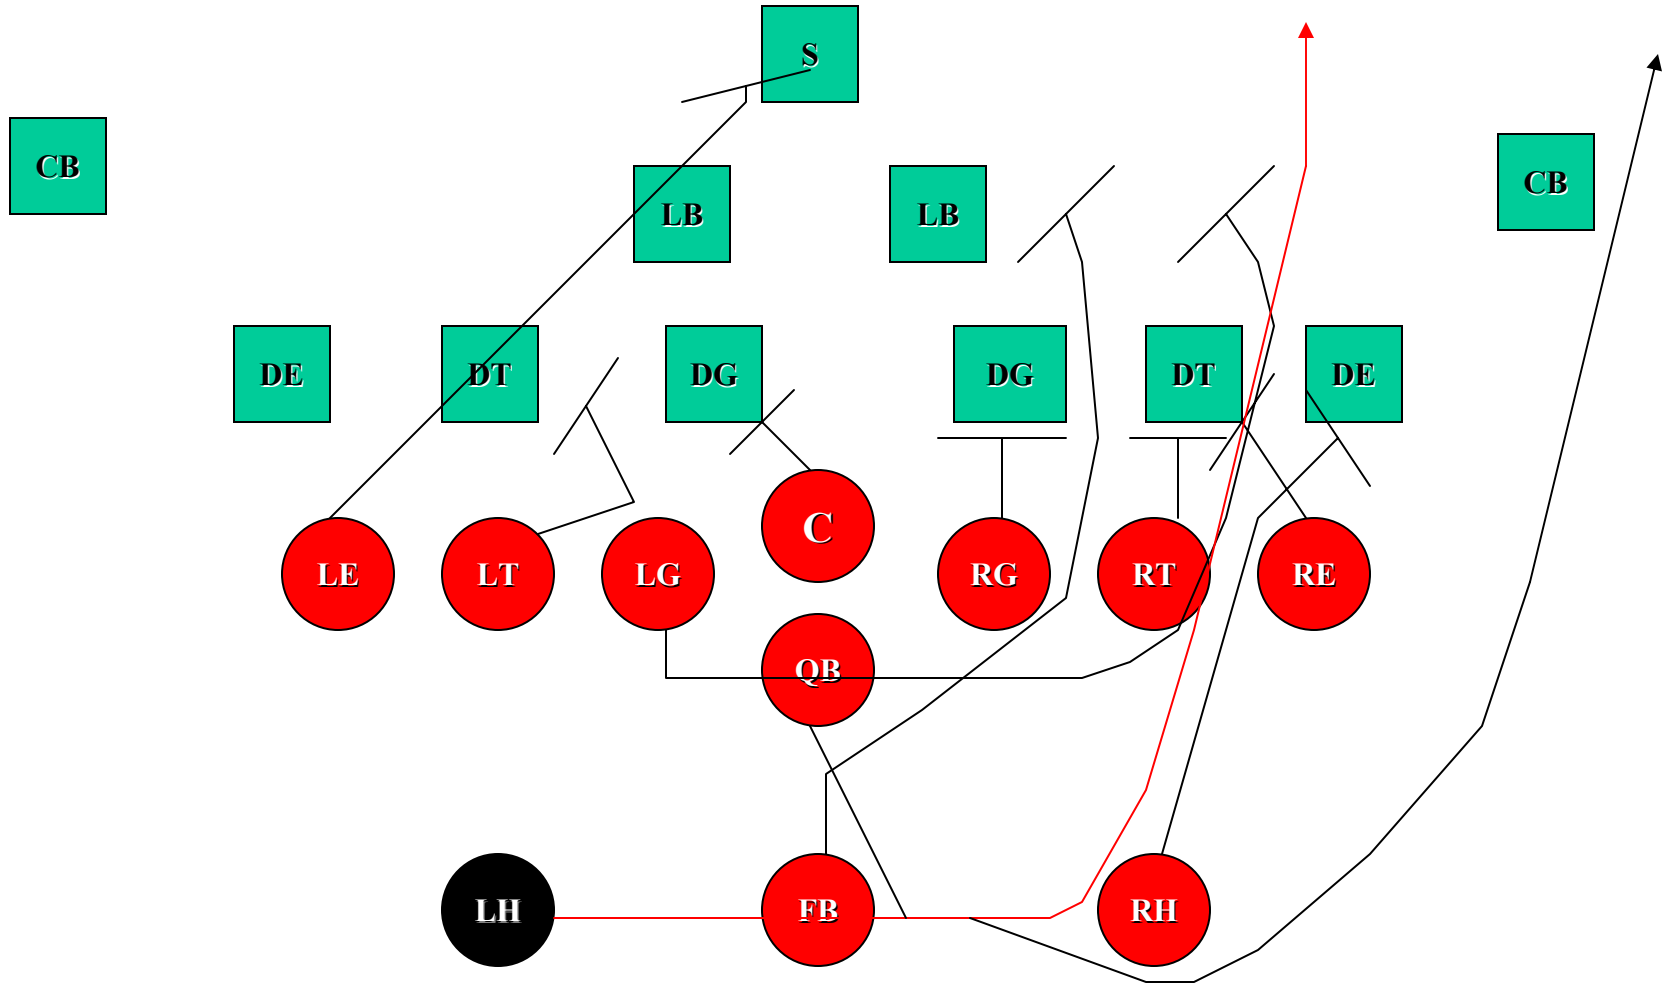 S
CB
CB
LB
LB
DE
DT
DG
DG
DT
DE
C
LE
LT
LG
RG
RT
RE
QB
LH
FB
RH